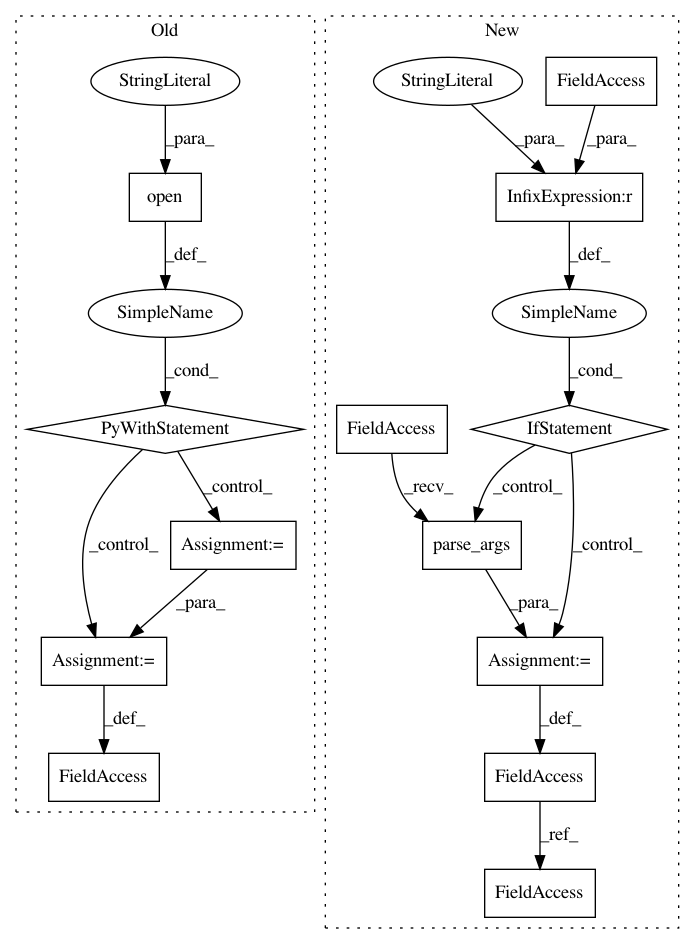 Old
StringLiteral
_para_
open
_def_
SimpleName
_cond_
PyWithStatement
_control_
_control_
Assignment:=
_para_
Assignment:=
_def_
FieldAccess
New
StringLiteral
FieldAccess
_para_
_para_
InfixExpression:r
_def_
SimpleName
_cond_
FieldAccess
IfStatement
_recv_
_control_
_control_
parse_args
_para_
Assignment:=
_def_
FieldAccess
_ref_
FieldAccess